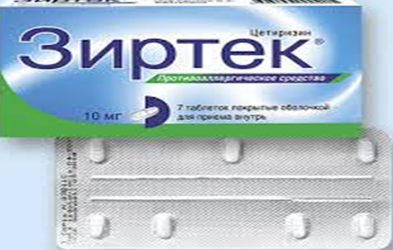 Зиртек®
Цетиризин
Противоаллергическое средство
10 мг
7 таблеток покрытые оболочкой
для приема внутрь